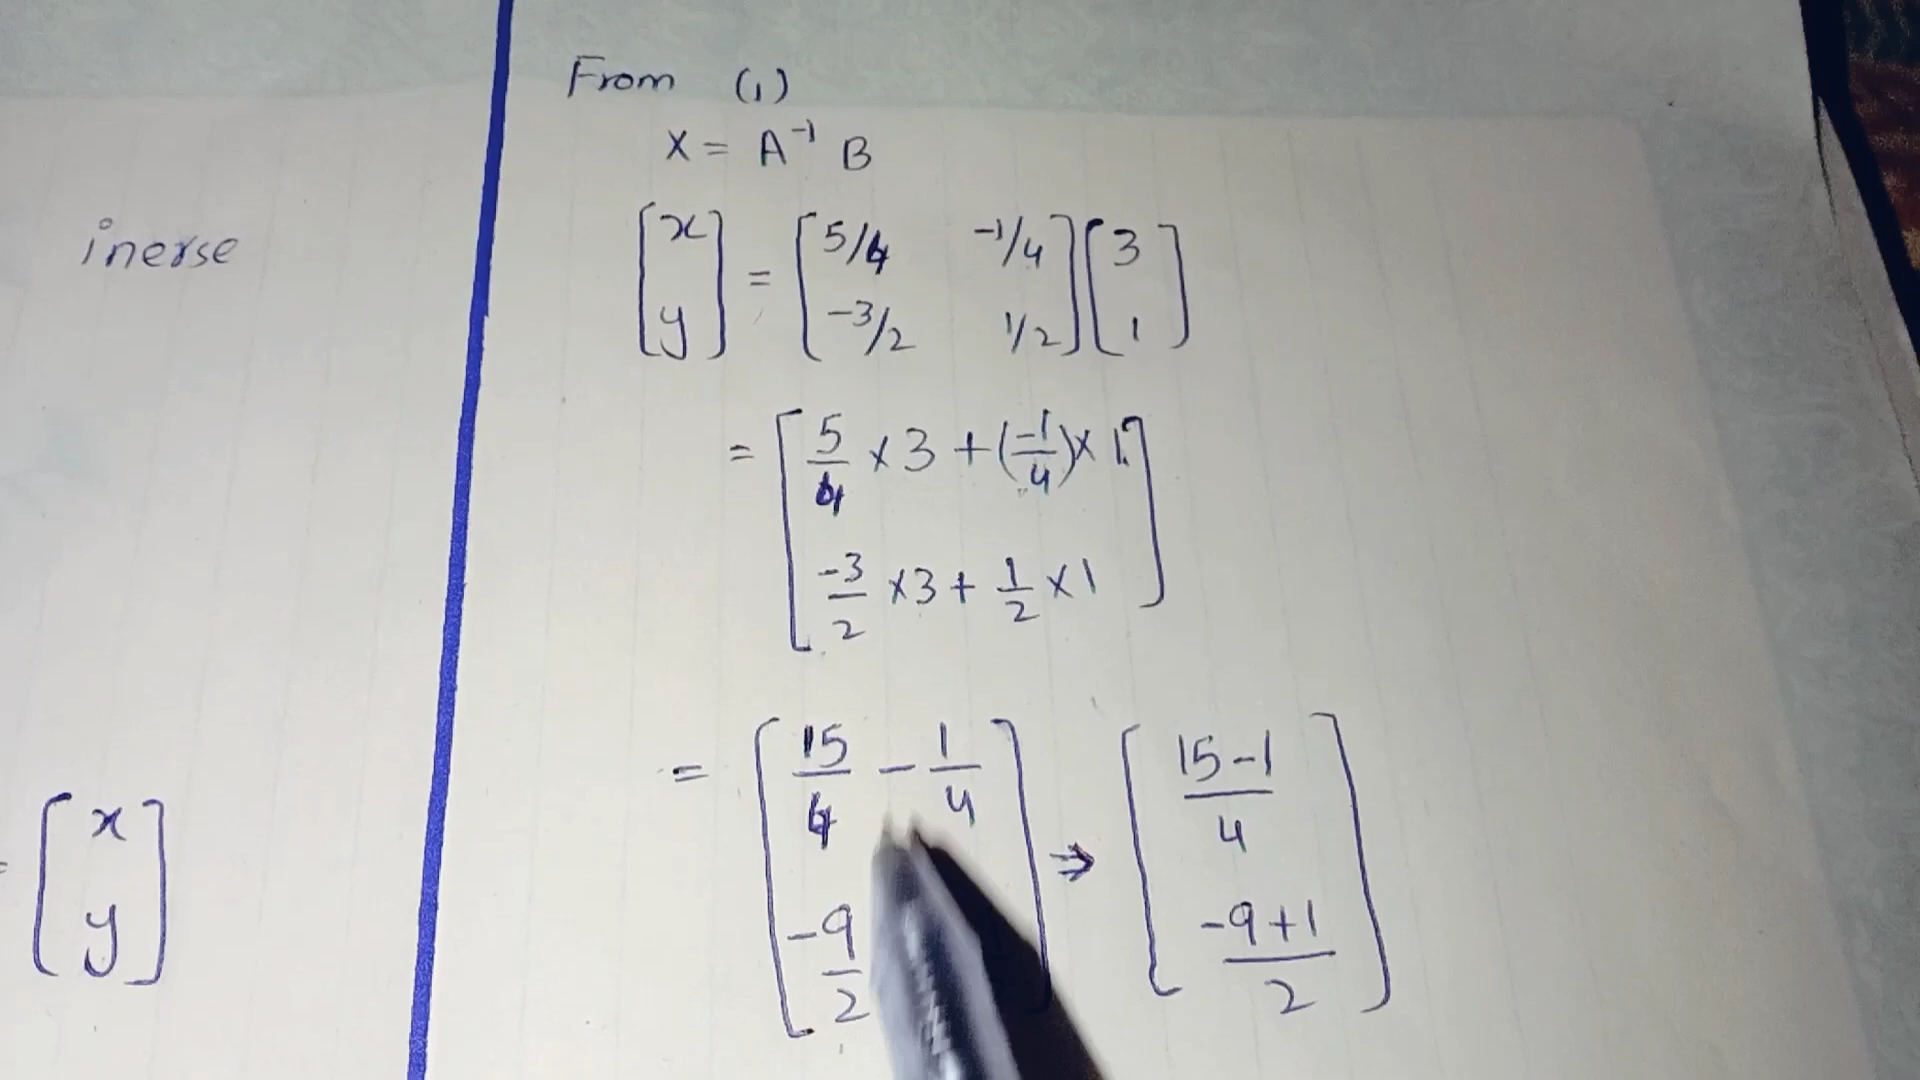 inerse
= [x
y]
From (1)
X = A⁻¹ B
[x
y] = [5/4 -1/4
-3/2 1/2] [3
1]
= [5/4 × 3 + (-1/4) × 1
-3/2 × 3 + 1/2 × 1]
= [15/4 - 1/4
-9/2] ⇒ [15-1/4
-9+1/2]